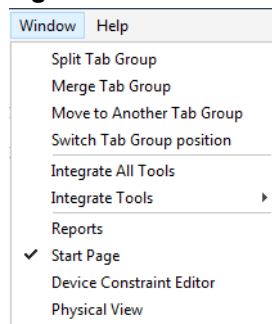 Window Help
Split Tab Group
Merge Tab Group
Move to Another Tab Group
Switch Tab Group position
Integrate All Tools
Integrate Tools
Reports
Start Page
Device Constraint Editor
Physical View